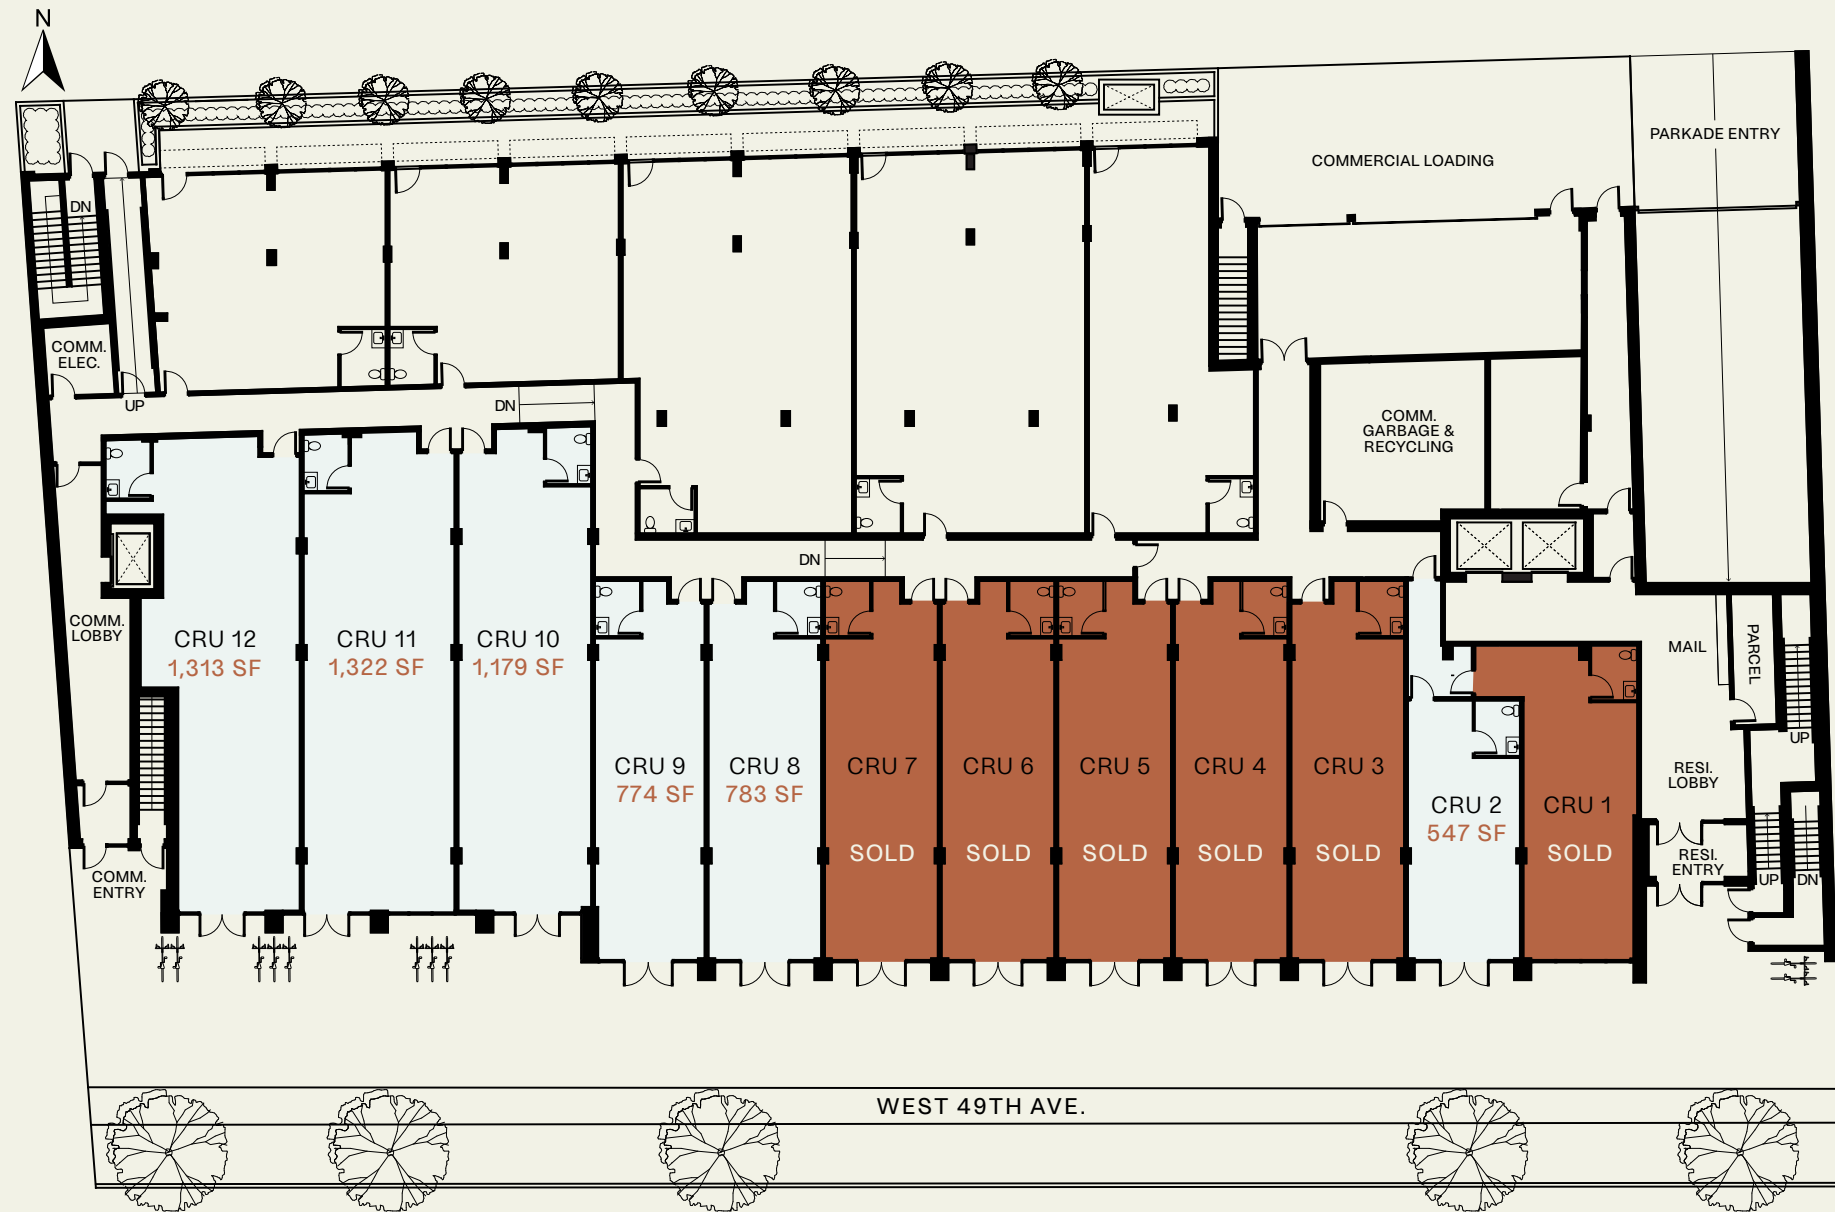 N
PARKADE ENTRY
COMMERCIAL LOADING
DN
COMM.
ELEC.
UP
DN
COMM.
GARBAGE &
RECYCLING
DN
COMM.
LOBBY
CRU 12
1,313 SF
CRU 11
1,322 SF
CRU 10
1,179 SF
MAIL
PARCEL
UP
CRU 9
774 SF
CRU 8
783 SF
CRU 7
SOLD
CRU 6
SOLD
CRU 5
SOLD
CRU 4
SOLD
CRU 3
SOLD
CRU 2
547 SF
CRU 1
SOLD
RESI.
LOBBY
RESI.
ENTRY
UP
DN
COMM.
ENTRY
WEST 49TH AVE.